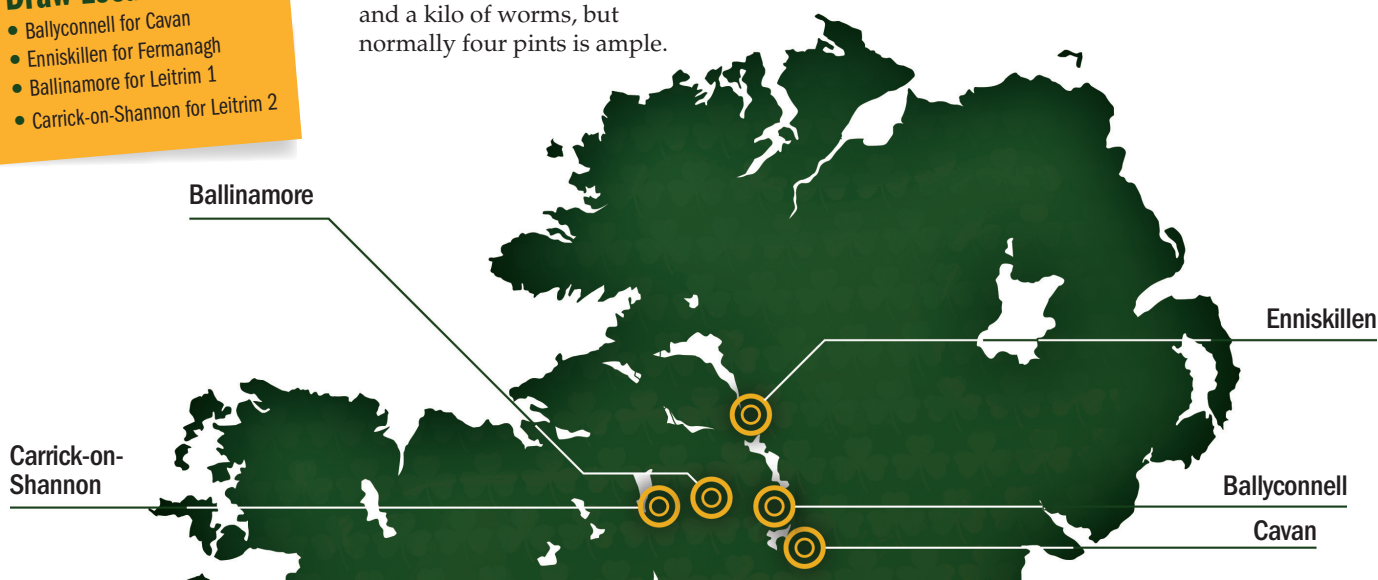 • Ballyconnell for Cavan
• Enniskillen for Fermanagh
• Ballinamore for Leitrim 1
• Carrick-on-Shannon for Leitrim 2
and a kilo of worms, but
normally four pints is ample.
Ballinamore
Enniskillen
Carrick-on-
Shannon
Ballyconnell
Cavan